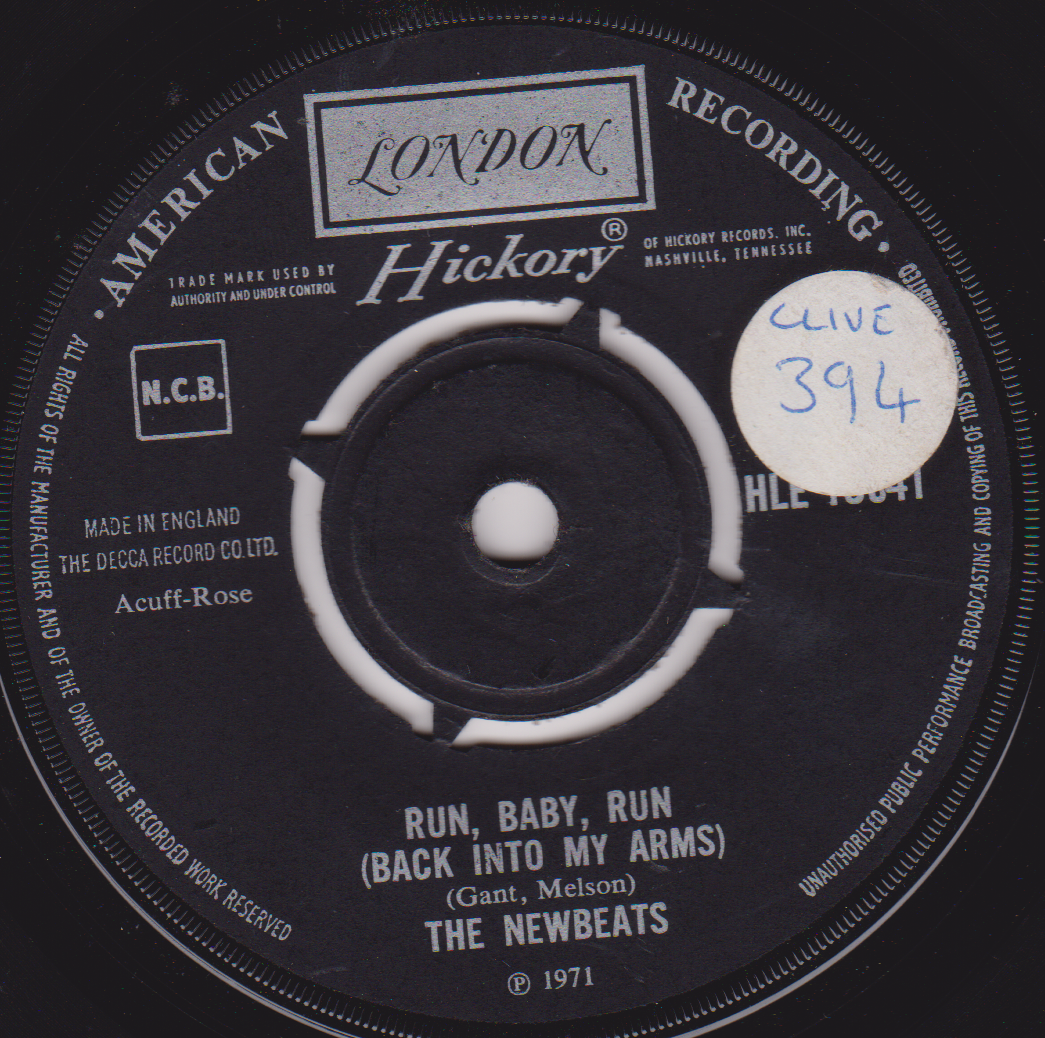 • AMERICAN RECORDING •
LONDON
Hickory®
TRADE MARK USED BY
AUTHORITY AND UNDER CONTROL
OF HICKORY RECORDS. INC.
NASHVILLE, TENNESSEE
N.C.B.
CLIVE
394
HLE
MADE IN ENGLAND
THE DECCA RECORD CO. LTD.
Acuff-Rose
RUN, BABY, RUN
(BACK INTO MY ARMS)
(Gant, Melson)
THE NEWBEATS
℗ 1971
ALL RIGHTS OF THE MANUFACTURER AND OF THE OWNER OF THE RECORDED WORK RESERVED
UNAUTHORISED PUBLIC PERFORMANCE BROADCASTING AND COPYING OF THIS